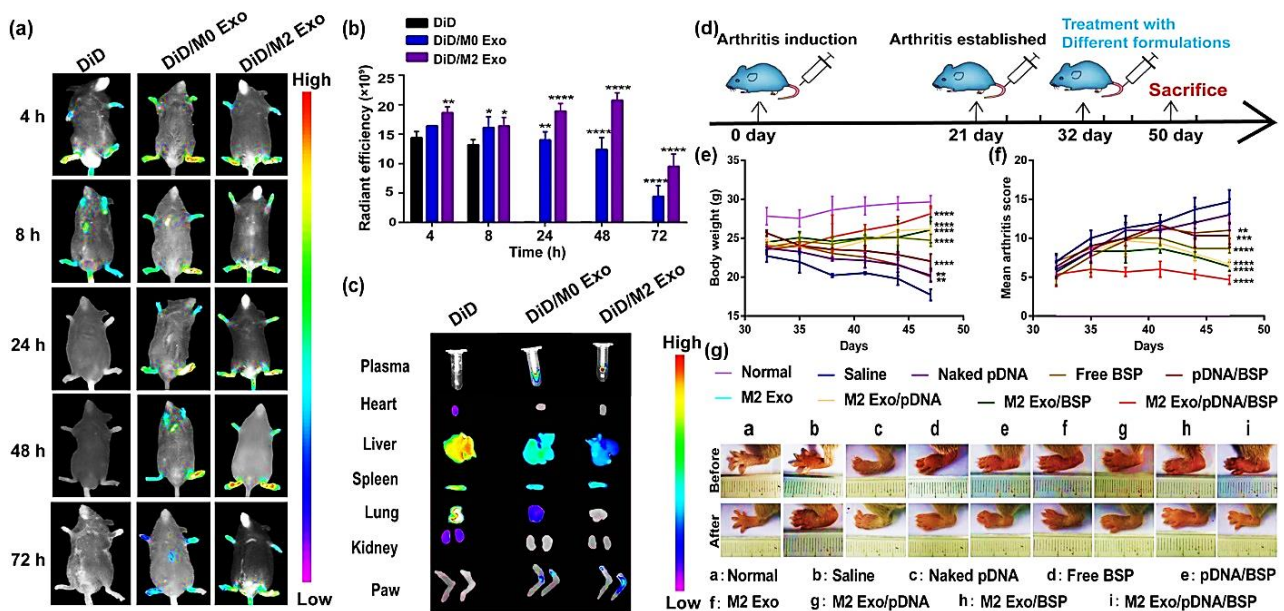 (a)
DiD
DiD/M0 Exo
DiD/M2 Exo
4 h
8 h
24 h
48 h
72 h
High
Low
(b)
DiD
DiD/M0 Exo
DiD/M2 Exo
Radiant efficiency (×10⁹)
25
20
15
10
5
0
** * * ** **** **** **** **** ****
4 8 24 48 72
Time (h)
(c)
DiD
DiD/M0 Exo
DiD/M2 Exo
Plasma
Heart
Liver
Spleen
Lung
Kidney
Paw
High
Low
(d)
Arthritis induction
Arthritis established
Treatment with
Different formulations
Sacrifice
0 day 21 day 32 day 50 day
(e)
Body weight (g)
35
30
25
20
15
30 35 40 45 50
Days
****
****
****
****
****
**
**
(f)
Mean arthritis score
20
15
10
5
0
30 35 40 45 50
Days
**
***
****
****
****
(g)
Normal Saline Naked pDNA Free BSP pDNA/BSP
M2 Exo M2 Exo/pDNA M2 Exo/BSP M2 Exo/pDNA/BSP
a b c d e f g h i
Before
After
a: Normal b: Saline c: Naked pDNA d: Free BSP e: pDNA/BSP
f: M2 Exo g: M2 Exo/pDNA h: M2 Exo/BSP i: M2 Exo/pDNA/BSP